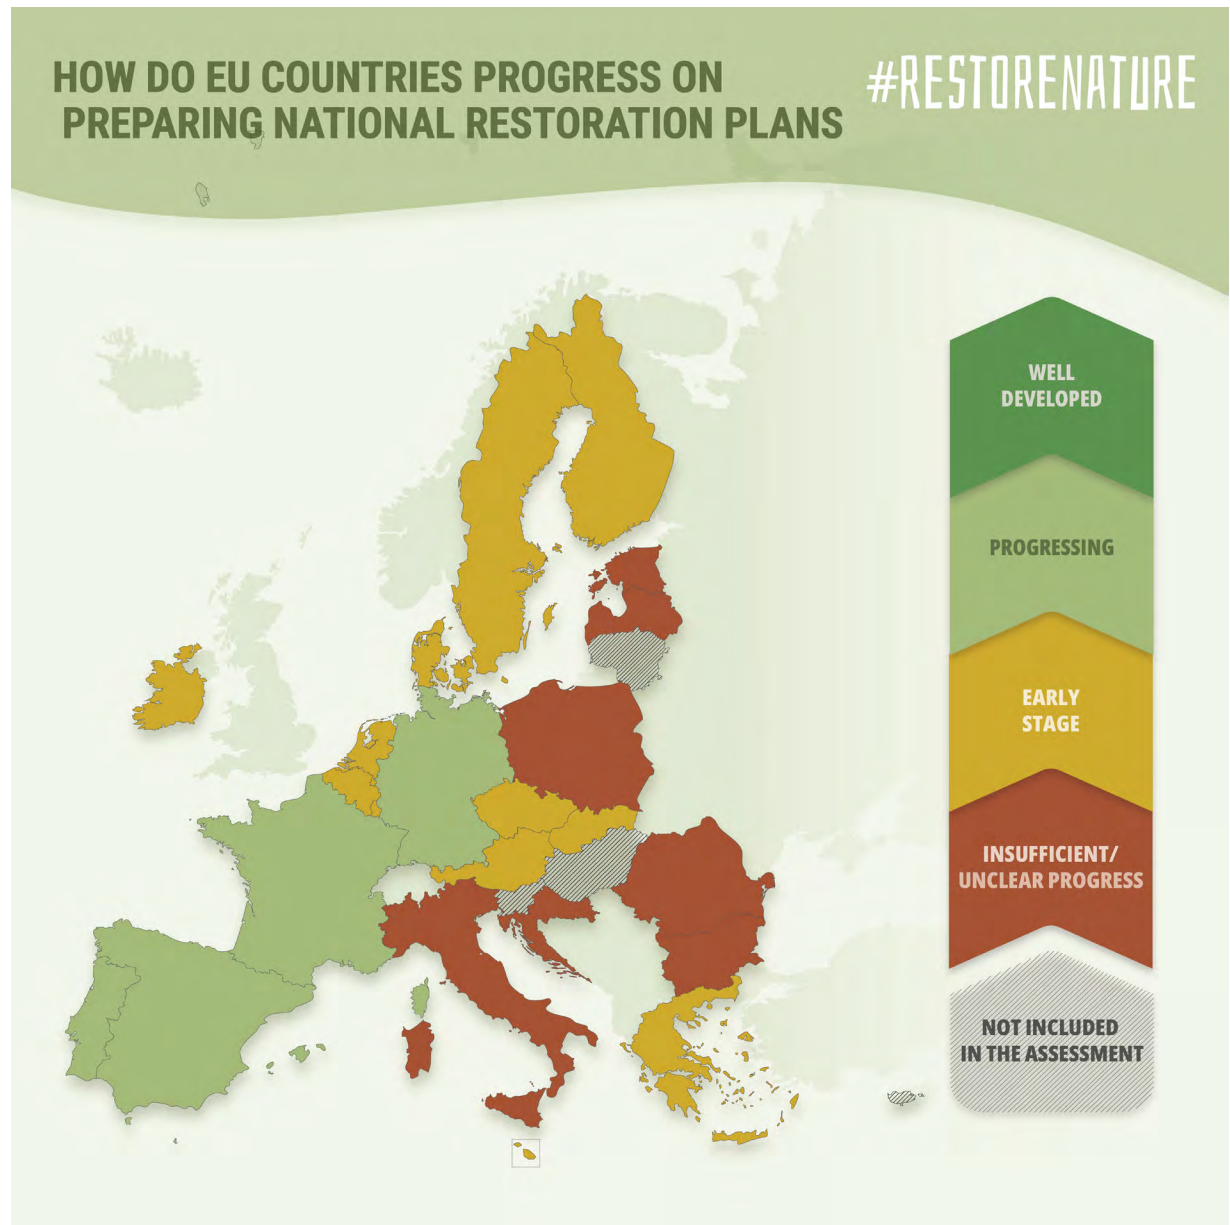 HOW DO EU COUNTRIES PROGRESS ON
PREPARING NATIONAL RESTORATION PLANS
#RESTORENATURE
WELL
DEVELOPED
PROGRESSING
EARLY
STAGE
INSUFFICIENT/
UNCLEAR PROGRESS
NOT INCLUDED
IN THE ASSESSMENT